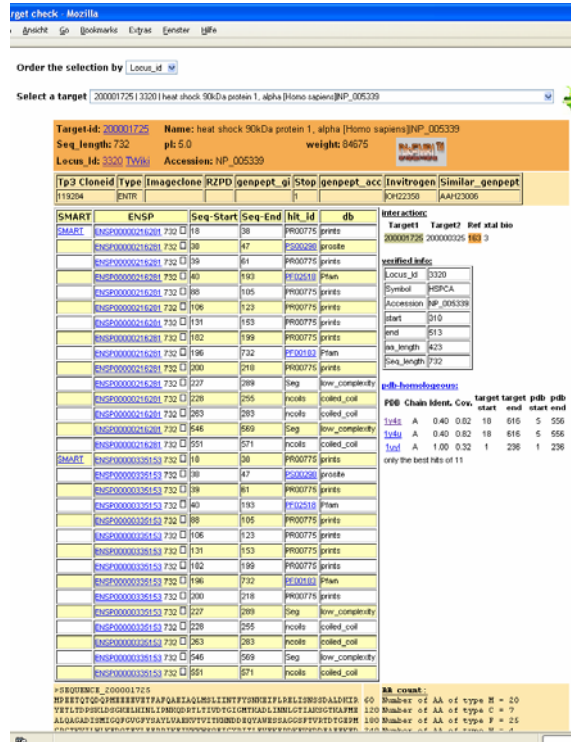 rget check - Mozilla
Ansicht Go Bookmarks Extras Fenster Hilfe
Order the selection by Locus_id
Select a target 200001725 | 3320 | heat shock 90kDa protein 1, alpha [Homo sapiens]|NP_005339
Target-id: 200001725 Name: heat shock 90kDa protein 1, alpha [Homo sapiens]|NP_005339
Seq_length: 732 pI: 5.0 weight: 84675
Locus_Id: 3320 TWiki Accession: NP_005339
Tp3 Cloneid Type Imageclone RZPD genpept_gi Stop genpept_acc Invitrogen Similar_genpept
119284 ENTR 1 IOH22358 AAH23006
SMART ENSP Seq-Start Seq-End hit_id db
SMART ENSP00000216281 732 18 38 PR00775 prints
ENSP00000216281 732 38 47 PS00298 prosite
ENSP00000216281 732 39 61 PR00775 prints
ENSP00000216281 732 40 193 PF02518 Pfam
ENSP00000216281 732 88 105 PR00775 prints
ENSP00000216281 732 106 123 PR00775 prints
ENSP00000216281 732 131 153 PR00775 prints
ENSP00000216281 732 182 199 PR00775 prints
ENSP00000216281 732 196 732 PF00183 Pfam
ENSP00000216281 732 200 218 PR00775 prints
ENSP00000216281 732 227 289 Seg low_complexity
ENSP00000216281 732 228 255 ncoils coiled_coil
ENSP00000216281 732 263 283 ncoils coiled_coil
ENSP00000216281 732 546 569 Seg low_complexity
ENSP00000216281 732 551 571 ncoils coiled_coil
SMART ENSP00000335153 732 18 38 PR00775 prints
ENSP00000335153 732 38 47 PS00298 prosite
ENSP00000335153 732 39 61 PR00775 prints
ENSP00000335153 732 40 193 PF02518 Pfam
ENSP00000335153 732 88 105 PR00775 prints
ENSP00000335153 732 106 123 PR00775 prints
ENSP00000335153 732 131 153 PR00775 prints
ENSP00000335153 732 182 199 PR00775 prints
ENSP00000335153 732 196 732 PF00183 Pfam
ENSP00000335153 732 200 218 PR00775 prints
ENSP00000335153 732 227 289 Seg low_complexity
ENSP00000335153 732 228 255 ncoils coiled_coil
ENSP00000335153 732 263 283 ncoils coiled_coil
ENSP00000335153 732 546 569 Seg low_complexity
ENSP00000335153 732 551 571 ncoils coiled_coil
interaction:
Target1 Target2 Ref xtal bio
200001725 200000325 163 3
verified info:
Locus_Id 3320
Symbol HSPCA
Accession NP_005339
start 310
end 513
aa_length 423
Seq_length 732
pdb-homologeous:
PDB Chain Ident. Cov. target start target end pdb start pdb end
1y4s A 0.40 0.82 18 616 5 556
1y4u A 0.40 0.82 18 616 5 556
1uyl A 1.00 0.32 1 236 1 236
only the best hits of 11
>SEQUENCE_200001725
60
120
180
AA count:
Number of AA of type M = 20
Number of AA of type C = 7
Number of AA of type F = 25